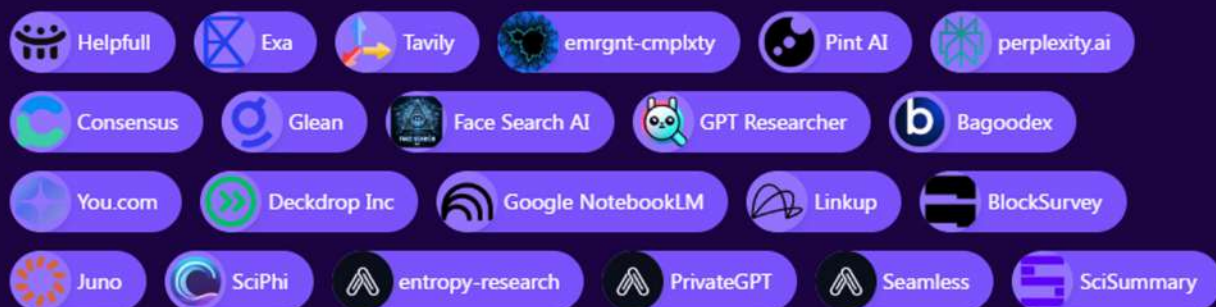 Helpfull Exa Tavily emrgnt-cmplxty Pint AI perplexity.ai
Consensus Glean Face Search AI GPT Researcher Bagoodex
You.com Deckdrop Inc Google NotebookLM Linkup BlockSurvey
Juno SciPhi entropy-research PrivateGPT Seamless SciSummary